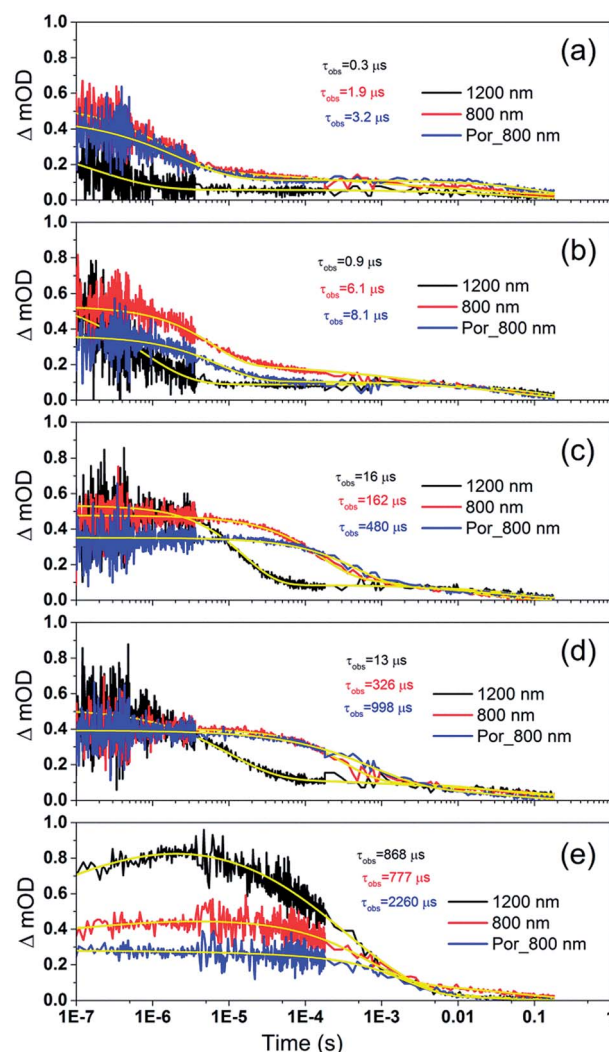 (a)
1.0
0.8
0.6
0.4
0.2
0.0
Δ mOD
τobs=0.3 μs
τobs=1.9 μs
τobs=3.2 μs
1200 nm
800 nm
Por_800 nm
(b)
1.0
0.8
0.6
0.4
0.2
0.0
Δ mOD
τobs=0.9 μs
τobs=6.1 μs
τobs=8.1 μs
1200 nm
800 nm
Por_800 nm
(c)
1.0
0.8
0.6
0.4
0.2
0.0
Δ mOD
τobs=16 μs
τobs=162 μs
τobs=480 μs
1200 nm
800 nm
Por_800 nm
(d)
1.0
0.8
0.6
0.4
0.2
0.0
Δ mOD
τobs=13 μs
τobs=326 μs
τobs=998 μs
1200 nm
800 nm
Por_800 nm
(e)
1.0
0.8
0.6
0.4
0.2
0.0
Δ mOD
τobs=868 μs
τobs=777 μs
τobs=2260 μs
1200 nm
800 nm
Por_800 nm
1E-7 1E-6 1E-5 1E-4 1E-3 0.01 0.1 1
Time (s)